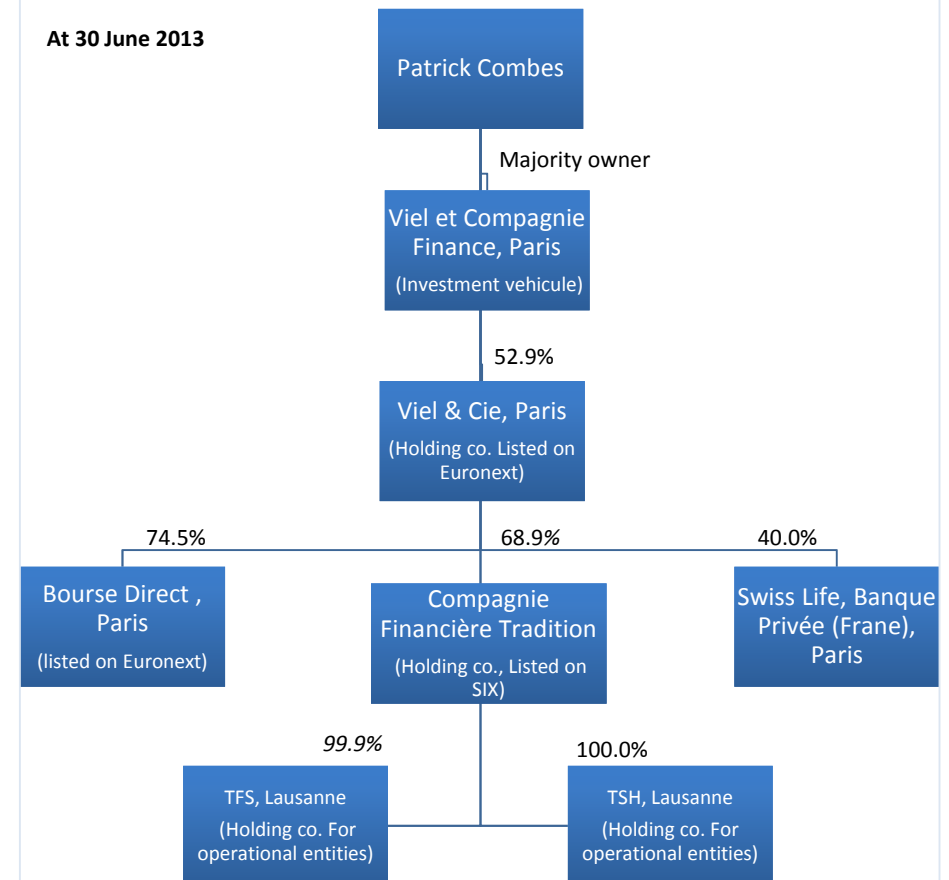 At 30 June 2013
Patrick Combes
Majority owner
Viel et Compagnie
Finance, Paris
(Investment vehicule)
52.9%
Viel & Cie, Paris
(Holding co. Listed on
Euronext)
74.5%
68.9%
40.0%
Bourse Direct ,
Paris
(listed on Euronext)
Compagnie
Financière Tradition
(Holding co., Listed on
SIX)
Swiss Life, Banque
Privée (Frane),
Paris
99.9%
100.0%
TFS, Lausanne
(Holding co. For
operational entities)
TSH, Lausanne
(Holding co. For
operational entities)